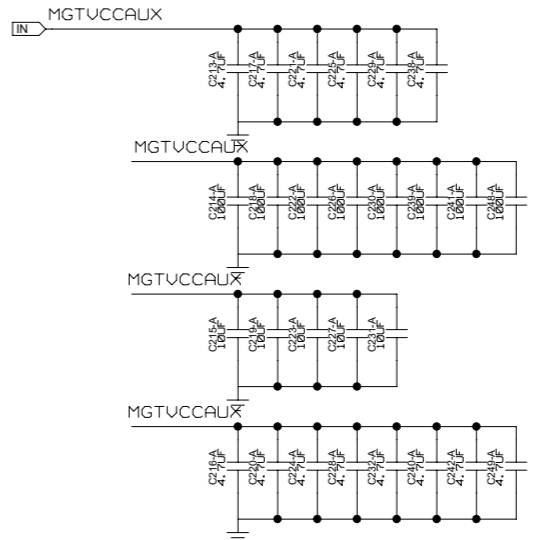 MGTVCCAUX
IN
C213-A 4.7UF C217-A 4.7UF C221-A 4.7UF C225-A 4.7UF C229-A 4.7UF C238-A 4.7UF
MGTVCCAUX
C214-A 100UF C218-A 100UF C222-A 100UF C226-A 100UF C230-A 100UF C239-A 100UF C241-A 100UF C248-A 100UF
MGTVCCAUX
C215-A 10UF C219-A 10UF C223-A 10UF C227-A 10UF C231-A 10UF
MGTVCCAUX
C216-A 4.7UF C220-A 4.7UF C224-A 4.7UF C228-A 4.7UF C232-A 4.7UF C240-A 4.7UF C242-A 4.7UF C249-A 4.7UF